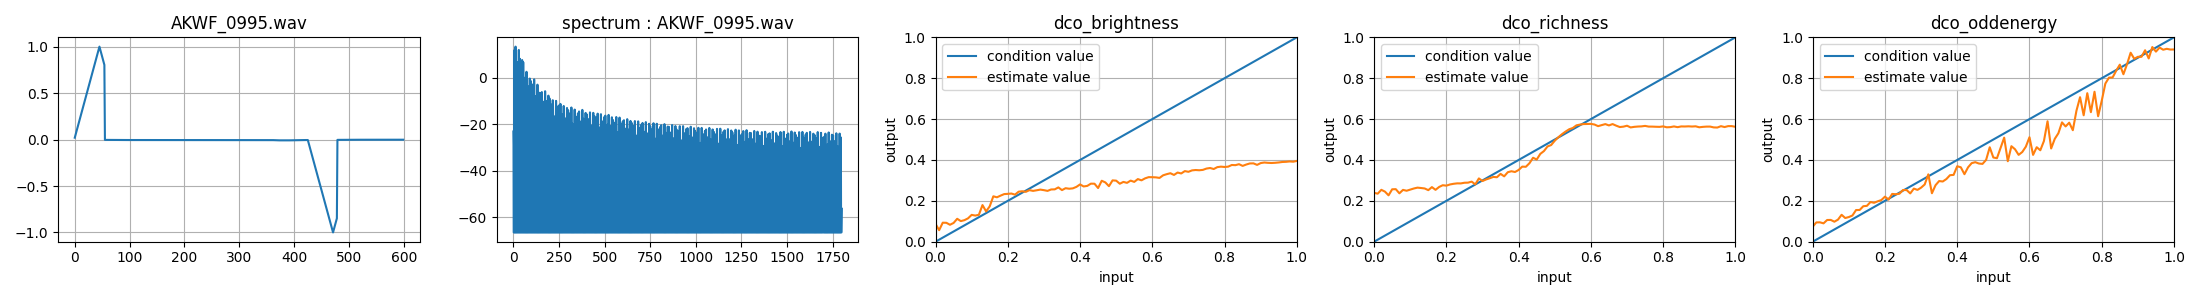 AKWF_0995.wav
1.0
0.5
0.0
−0.5
−1.0
0 100 200 300 400 500 600
spectrum : AKWF_0995.wav
0
−20
−40
−60
0 250 500 750 1000 1250 1500 1750
dco_brightness
condition value
estimate value
output
1.0
0.8
0.6
0.4
0.2
0.0
0.0 0.2 0.4 0.6 0.8 1.0
input
dco_richness
condition value
estimate value
output
1.0
0.8
0.6
0.4
0.2
0.0
0.0 0.2 0.4 0.6 0.8 1.0
input
dco_oddenergy
condition value
estimate value
output
1.0
0.8
0.6
0.4
0.2
0.0
0.0 0.2 0.4 0.6 0.8 1.0
input